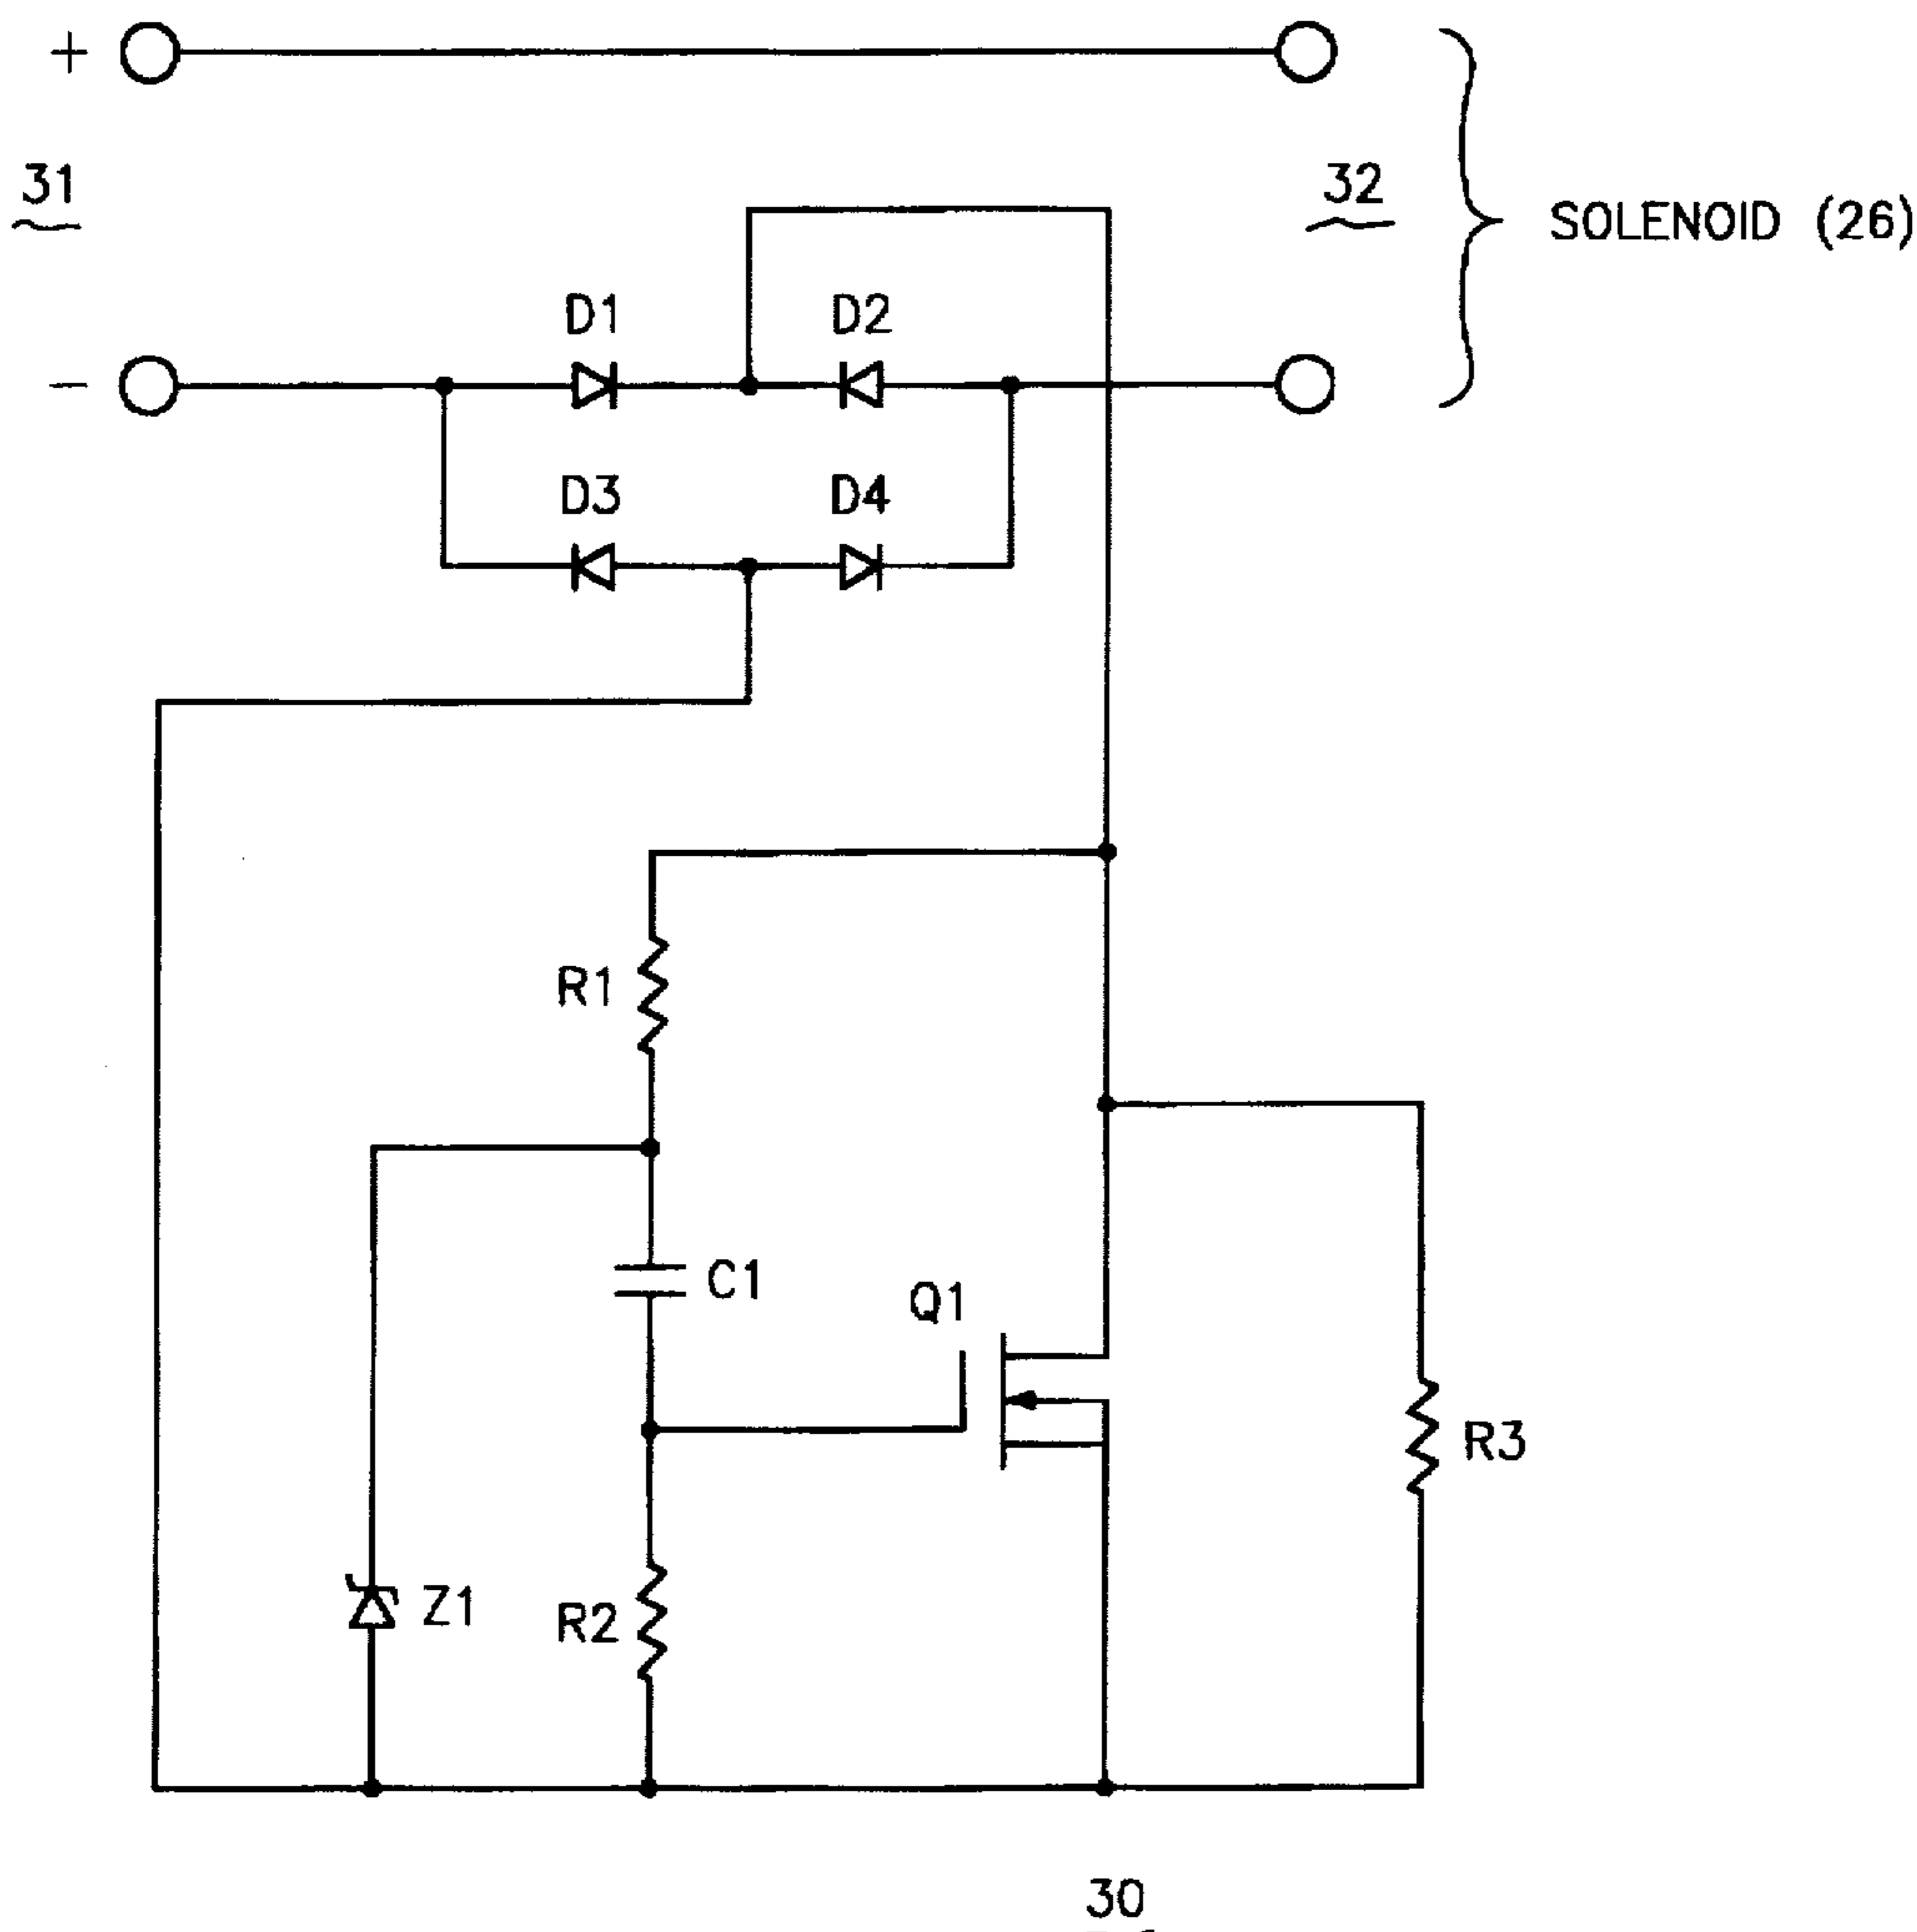 +
31
32
SOLENOID (26)
D1
D2
−
D3
D4
R1
C1
Q1
R3
Z1
R2
30